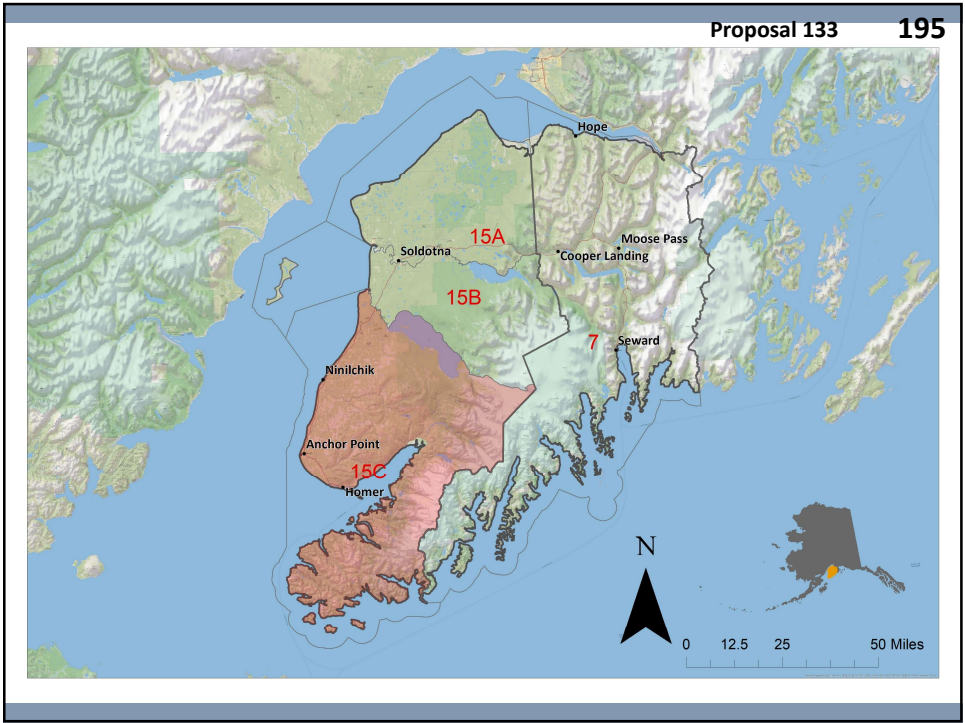 Proposal 133 195
Hope
15A
Moose Pass
Soldotna
Cooper Landing
15B
7
Seward
Ninilchik
Anchor Point
15C
Homer
N
0 12.5 25 50 Miles